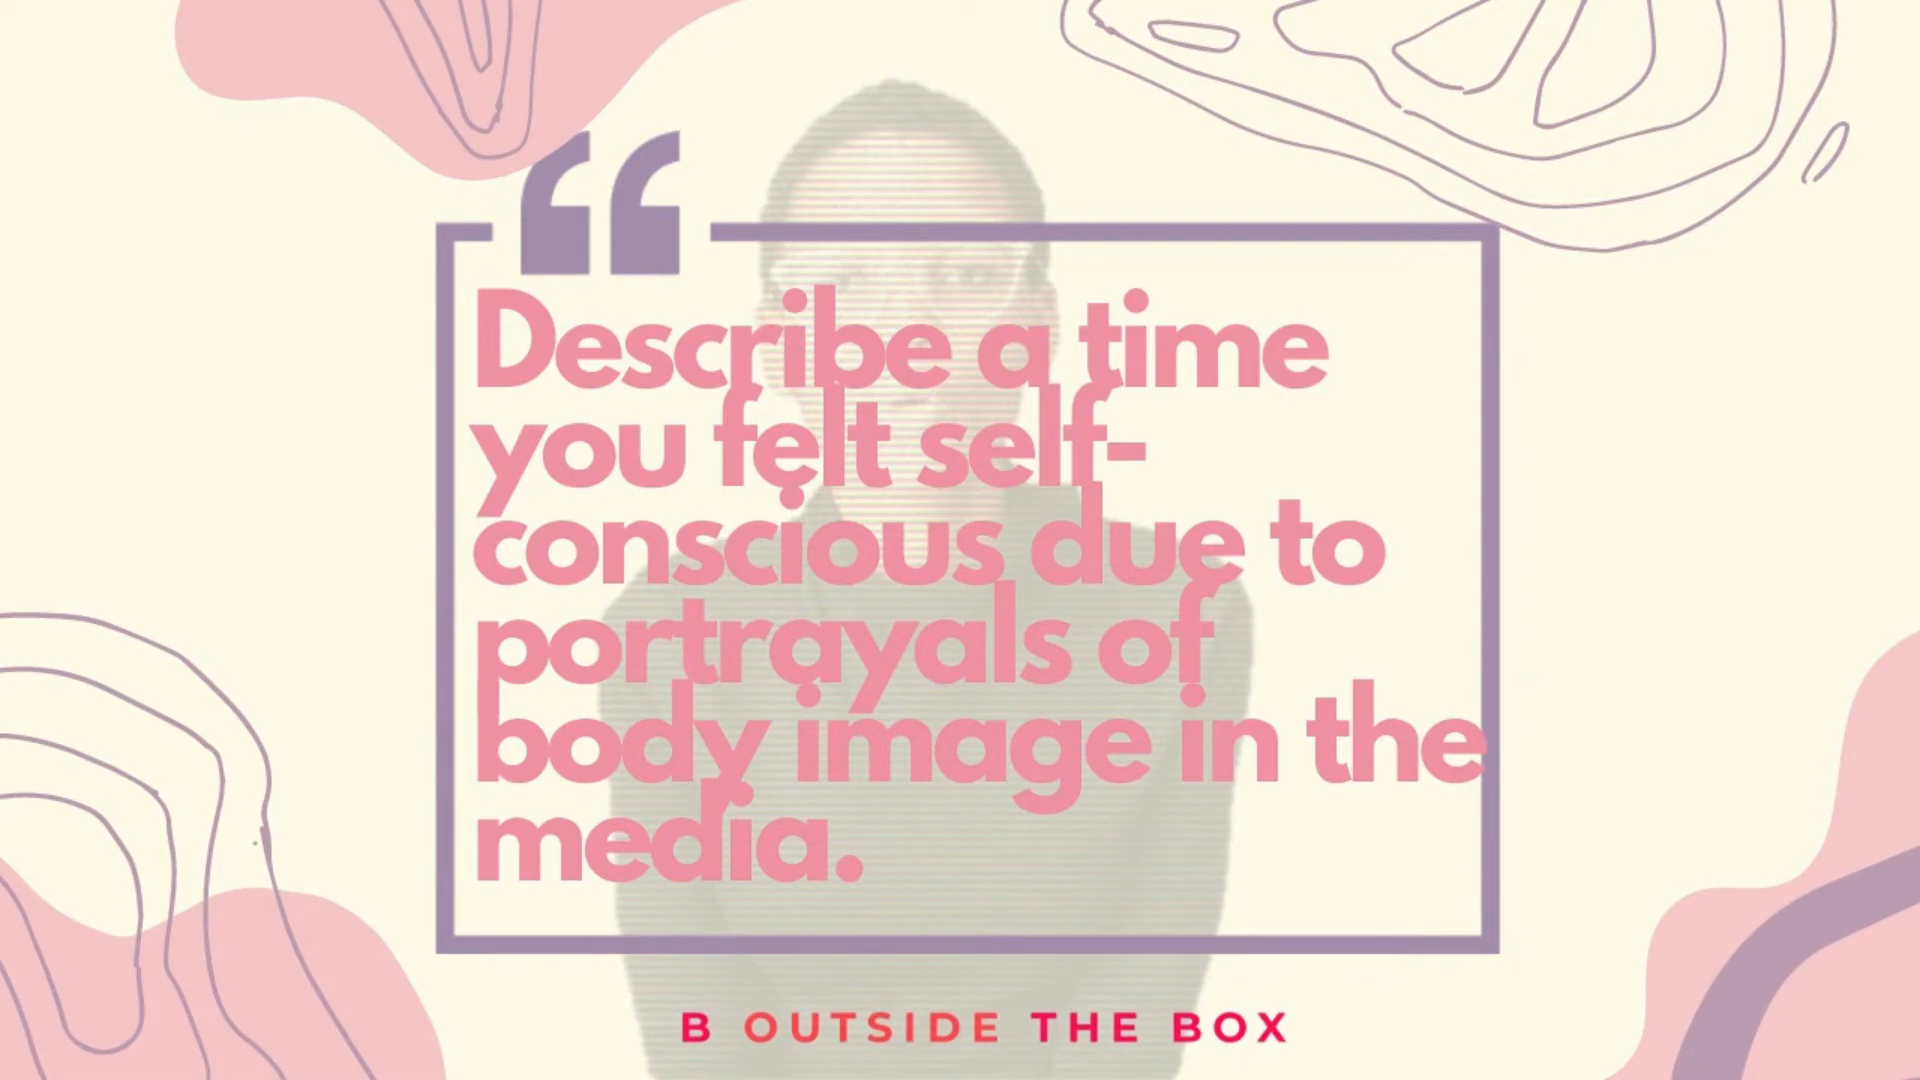 “
Describe a time
you felt self-
conscious due to
portrayals of
body image in the
media.
B OUTSIDE THE BOX